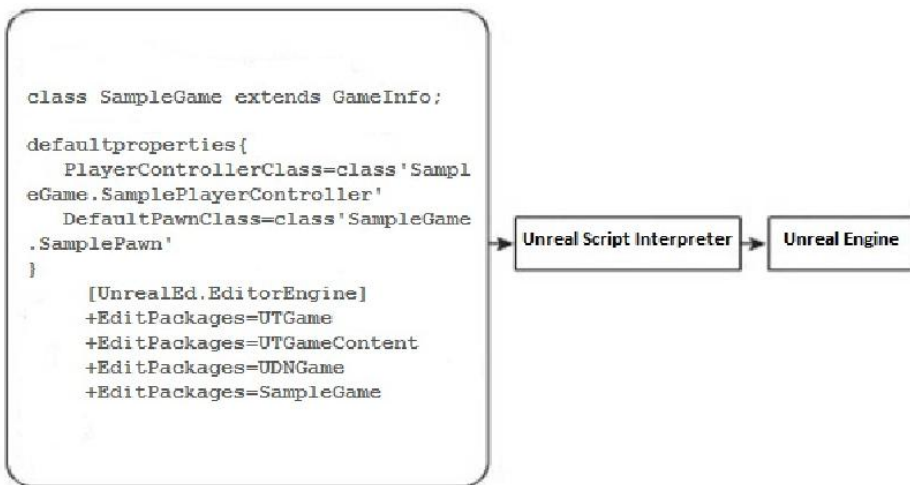 class SampleGame extends GameInfo;
defaultproperties{
PlayerControllerClass=class'Sampl
eGame.SamplePlayerController'
DefaultPawnClass=class'SampleGame
.SamplePawn'
}
[UnrealEd.EditorEngine]
+EditPackages=UTGame
+EditPackages=UTGameContent
+EditPackages=UDNGame
+EditPackages=SampleGame
Unreal Script Interpreter
Unreal Engine